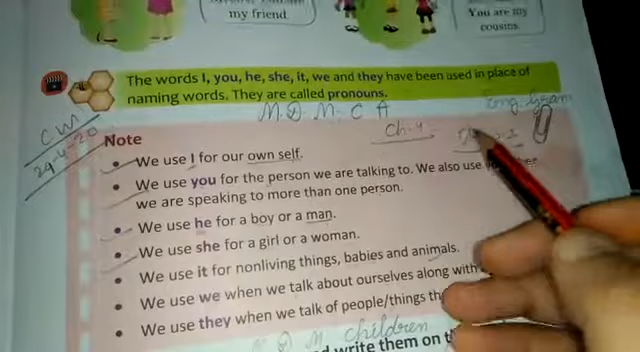 my friend.
You are my
cousins.
The words I, you, he, she, it, we and they have been used in place of
naming words. They are called pronouns.
M. D. M. C A
Eng. Gram
CW
29-4-20
Ch-4
Note
We use I for our own self.
We use you for the person we are talking to. We also use
we are speaking to more than one person.
We use he for a boy or a man.
We use she for a girl or a woman.
We use it for nonliving things, babies and animals.
We use we when we talk about ourselves along with
We use they when we talk of people/things
children
write them on